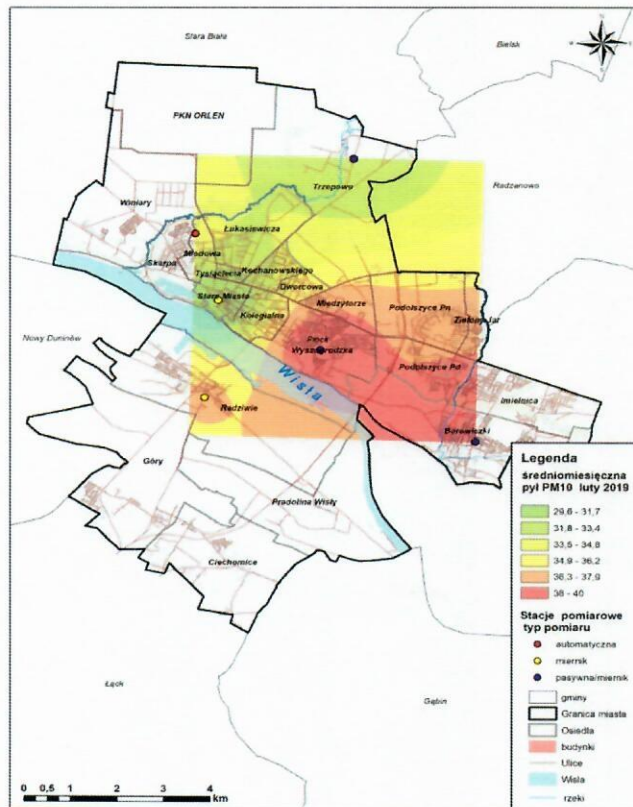 Stara Biała
Bielsk
PKN ORLEN
Trzepowo
Radzanowo
Winiary
Łukasiewicza
Skarpa
Miodowa
Tysiąclecia
Kochanowskiego
Dworcowa
Stare Miasto
Międzytorze
Podolszyce Pn
Kolegialna
Zielony Jar
Nowy Duninów
Płock
Wyszogrodzka
Podolszyce Pd
Wisła
Imielnica
Radziwie
Borowiczki
Góry
Pradolina Wisły
Ciechomice
Łąck
Gąbin
Legenda
średniomiesięczna
pył PM10 luty 2019
29,6 - 31,7
31,8 - 33,4
33,5 - 34,8
34,9 - 36,2
36,3 - 37,9
38 - 40
Stacje pomiarowe
typ pomiaru
automatyczna
miernik
pasywna/miernik
gminy
Granica miasta
Osiedla
budynki
Ulice
Wisła
rzeki
0 0,5 1 2 3 4
km